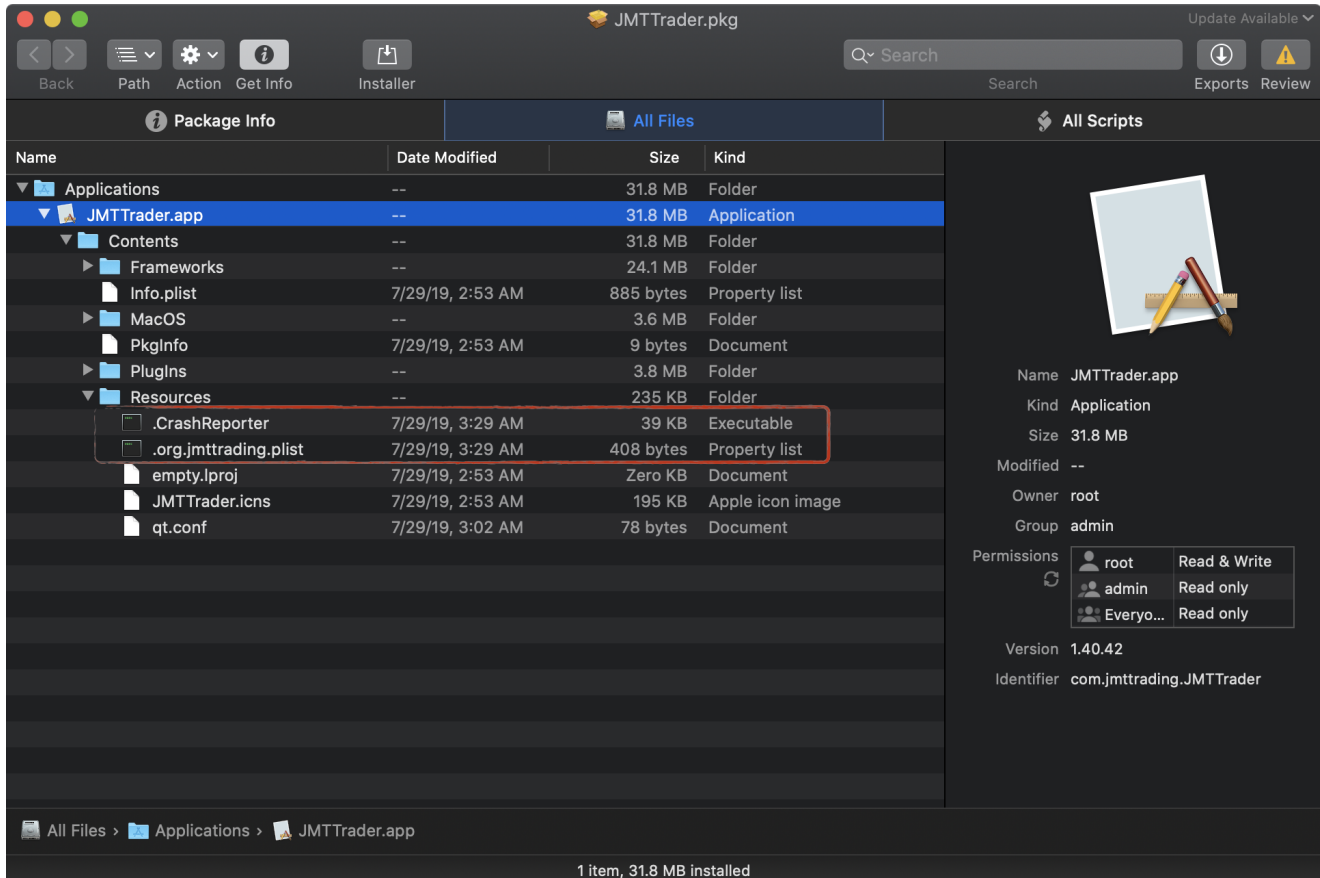 JMTTrader.pkg
Update Available
Search
Back Path Action Get Info Installer Search Exports Review
Package Info All Files All Scripts
Name Date Modified Size Kind
Applications -- 31.8 MB Folder
JMTTrader.app -- 31.8 MB Application
Contents -- 31.8 MB Folder
Frameworks -- 24.1 MB Folder
Info.plist 7/29/19, 2:53 AM 885 bytes Property list
MacOS -- 3.6 MB Folder
PkgInfo 7/29/19, 2:53 AM 9 bytes Document
PlugIns -- 3.8 MB Folder
Resources -- 235 KB Folder
.CrashReporter 7/29/19, 3:29 AM 39 KB Executable
.org.jmttrading.plist 7/29/19, 3:29 AM 408 bytes Property list
empty.lproj 7/29/19, 2:53 AM Zero KB Document
JMTTrader.icns 7/29/19, 2:53 AM 195 KB Apple icon image
qt.conf 7/29/19, 3:02 AM 78 bytes Document
Name JMTTrader.app
Kind Application
Size 31.8 MB
Modified --
Owner root
Group admin
Permissions
root Read & Write
admin Read only
Everyo... Read only
Version 1.40.42
Identifier com.jmttrading.JMTTrader
All Files › Applications › JMTTrader.app
1 item, 31.8 MB installed